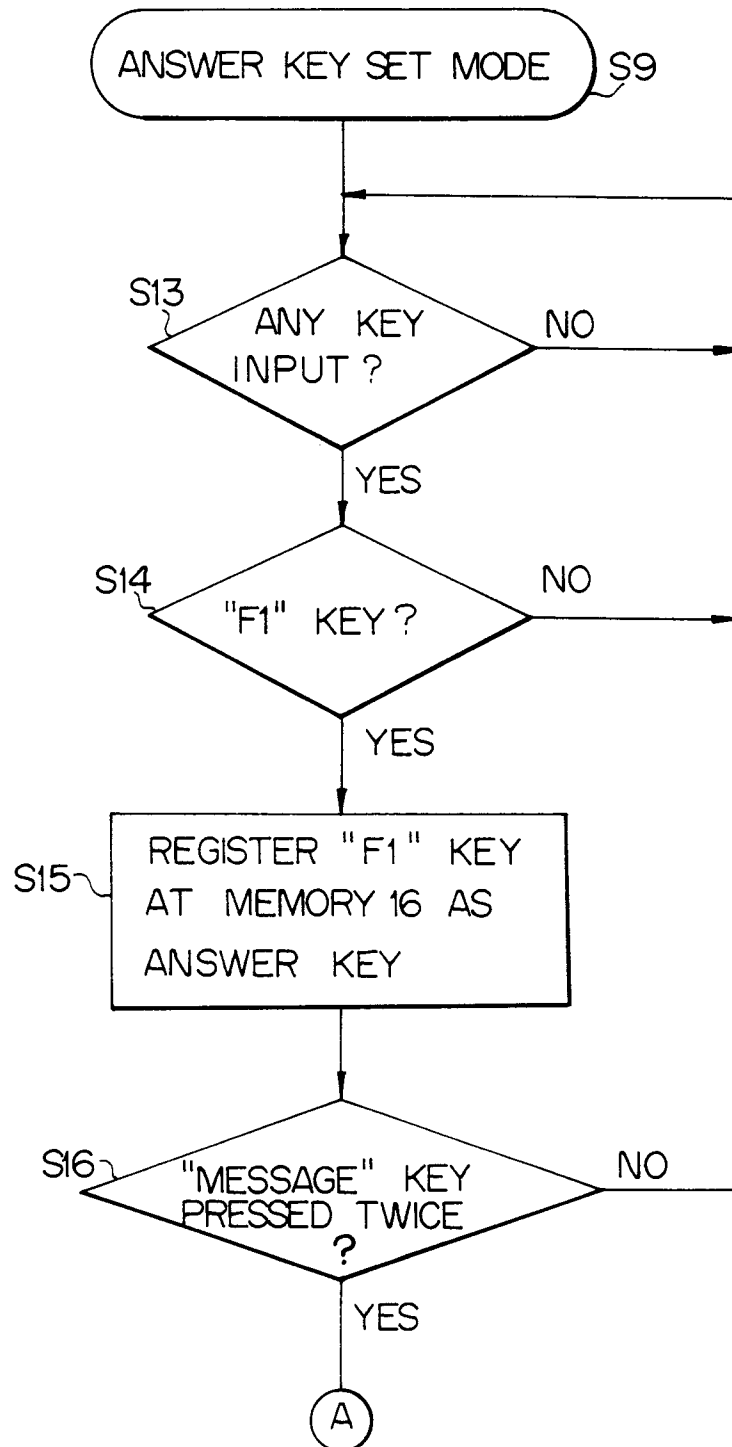 ANSWER KEY SET MODE
S9
S13
ANY KEY
INPUT?
NO
YES
S14
"F1" KEY?
NO
YES
S15
REGISTER "F1" KEY
AT MEMORY 16 AS
ANSWER KEY
S16
"MESSAGE" KEY
PRESSED TWICE
?
NO
YES
A